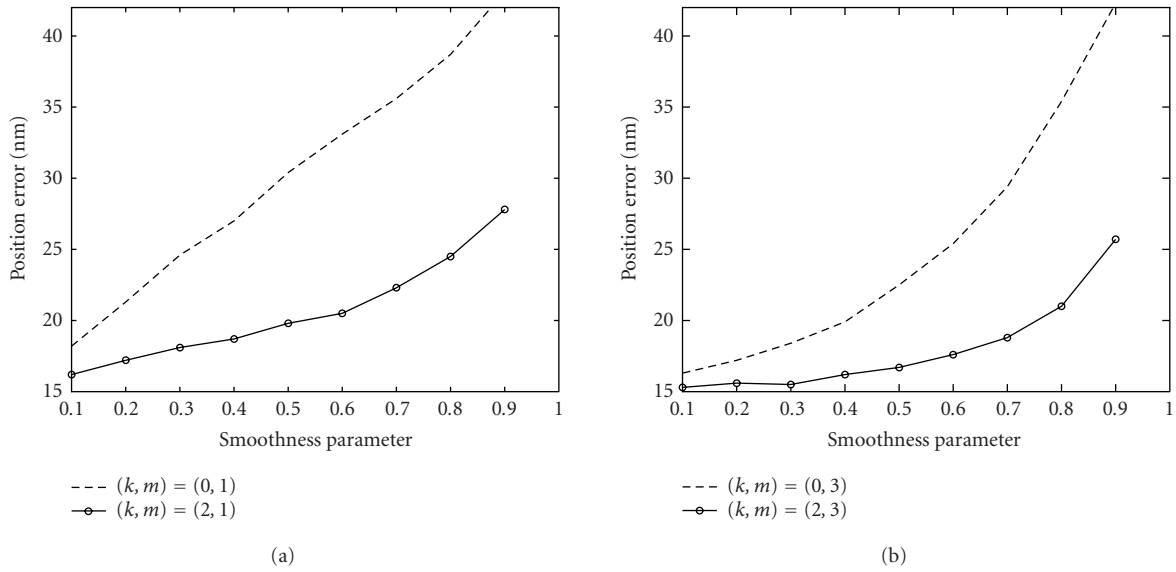 Position error (nm)
40
35
30
25
20
15
0.1 0.2 0.3 0.4 0.5 0.6 0.7 0.8 0.9 1
Smoothness parameter
(k, m) = (0, 1)
(k, m) = (2, 1)
(a)
Position error (nm)
40
35
30
25
20
15
0.1 0.2 0.3 0.4 0.5 0.6 0.7 0.8 0.9 1
Smoothness parameter
(k, m) = (0, 3)
(k, m) = (2, 3)
(b)